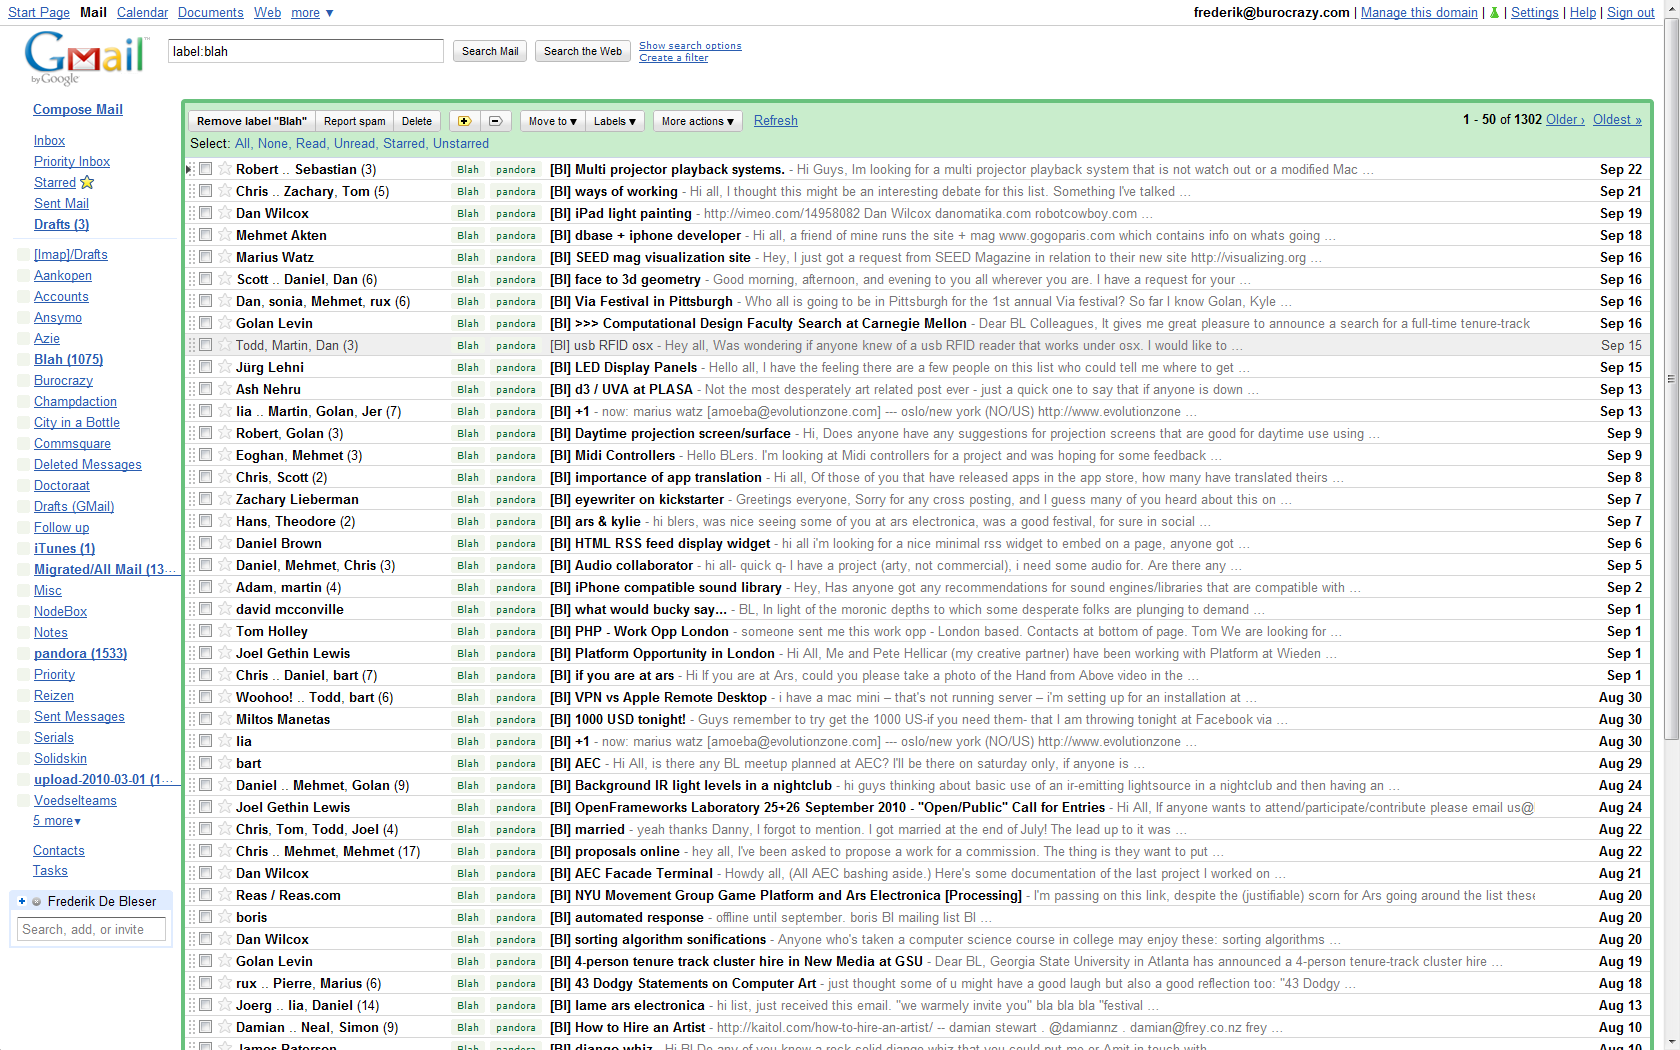 Start Page Mail Calendar Documents Web more ▼ frederik@burocrazy.com | Manage this domain | | Settings | Help | Sign out
Gmail by Google label:blah Search Mail Search the Web Show search options
Create a filter
Compose Mail
Inbox
Priority Inbox
Starred
Sent Mail
Drafts (3)
[Imap]/Drafts
Aankopen
Accounts
Ansymo
Azie
Blah (1075)
Burocrazy
Champdaction
City in a Bottle
Commsquare
Deleted Messages
Doctoraat
Drafts (GMail)
Follow up
iTunes (1)
Migrated/All Mail (13...
Misc
NodeBox
Notes
pandora (1533)
Priority
Reizen
Sent Messages
Serials
Solidskin
upload-2010-03-01 (1...
Voedselteams
5 more▼
Contacts
Tasks
Frederik De Bleser
Search, add, or invite
Remove label "Blah" Report spam Delete Move to ▼ Labels ▼ More actions ▼ Refresh 1 - 50 of 1302 Older › Oldest »
Select: All, None, Read, Unread, Starred, Unstarred
Robert .. Sebastian (3) Blah pandora [Bl] Multi projector playback systems. - Hi Guys, Im looking for a multi projector playback system that is not watch out or a modified Mac ... Sep 22
Chris .. Zachary, Tom (5) Blah pandora [Bl] ways of working - Hi all, I thought this might be an interesting debate for this list. Something I've talked ... Sep 21
Dan Wilcox Blah pandora [Bl] iPad light painting - http://vimeo.com/14958082 Dan Wilcox danomatika.com robotcowboy.com ... Sep 19
Mehmet Akten Blah pandora [Bl] dbase + iphone developer - Hi all, a friend of mine runs the site + mag www.gogoparis.com which contains info on whats going ... Sep 18
Marius Watz Blah pandora [Bl] SEED mag visualization site - Hey, I just got a request from SEED Magazine in relation to their new site http://visualizing.org ... Sep 16
Scott .. Daniel, Dan (6) Blah pandora [Bl] face to 3d geometry - Good morning, afternoon, and evening to you all wherever you are. I have a request for your ... Sep 16
Dan, sonia, Mehmet, rux (6) Blah pandora [Bl] Via Festival in Pittsburgh - Who all is going to be in Pittsburgh for the 1st annual Via festival? So far I know Golan, Kyle ... Sep 16
Golan Levin Blah pandora [Bl] >>> Computational Design Faculty Search at Carnegie Mellon - Dear BL Colleagues, It gives me great pleasure to announce a search for a full-time tenure-track Sep 16
Todd, Martin, Dan (3) Blah pandora [Bl] usb RFID osx - Hey all, Was wondering if anyone knew of a usb RFID reader that works under osx. I would like to ... Sep 15
Jürg Lehni Blah pandora [Bl] LED Display Panels - Hello all, I have the feeling there are a few people on this list who could tell me where to get ... Sep 15
Ash Nehru Blah pandora [Bl] d3 / UVA at PLASA - Not the most desperately art related post ever - just a quick one to say that if anyone is down ... Sep 13
lia .. Martin, Golan, Jer (7) Blah pandora [Bl] +1 - now: marius watz [amoeba@evolutionzone.com] --- oslo/new york (NO/US) http://www.evolutionzone ... Sep 13
Robert, Golan (3) Blah pandora [Bl] Daytime projection screen/surface - Hi, Does anyone have any suggestions for projection screens that are good for daytime use using ... Sep 9
Eoghan, Mehmet (3) Blah pandora [Bl] Midi Controllers - Hello BLers. I'm looking at Midi controllers for a project and was hoping for some feedback ... Sep 9
Chris, Scott (2) Blah pandora [Bl] importance of app translation - Hi all, Of those of you that have released apps in the app store, how many have translated theirs ... Sep 8
Zachary Lieberman Blah pandora [Bl] eyewriter on kickstarter - Greetings everyone, Sorry for any cross posting, and I guess many of you heard about this on ... Sep 7
Hans, Theodore (2) Blah pandora [Bl] ars & kylie - hi blers, was nice seeing some of you at ars electronica, was a good festival, for sure in social ... Sep 7
Daniel Brown Blah pandora [Bl] HTML RSS feed display widget - hi all i'm looking for a nice minimal rss widget to embed on a page, anyone got ... Sep 6
Daniel, Mehmet, Chris (3) Blah pandora [Bl] Audio collaborator - hi all- quick q- I have a project (arty, not commercial), i need some audio for. Are there any ... Sep 5
Adam, martin (4) Blah pandora [Bl] iPhone compatible sound library - Hey, Has anyone got any recommendations for sound engines/libraries that are compatible with ... Sep 2
david mcconville Blah pandora [Bl] what would bucky say... - BL, In light of the moronic depths to which some desperate folks are plunging to demand ... Sep 1
Tom Holley Blah pandora [Bl] PHP - Work Opp London - someone sent me this work opp - London based. Contacts at bottom of page. Tom We are looking for ... Sep 1
Joel Gethin Lewis Blah pandora [Bl] Platform Opportunity in London - Hi All, Me and Pete Hellicar (my creative partner) have been working with Platform at Wieden ... Sep 1
Chris .. Daniel, bart (7) Blah pandora [Bl] if you are at ars - Hi If you are at Ars, could you please take a photo of the Hand from Above video in the ... Sep 1
Woohoo! .. Todd, bart (6) Blah pandora [Bl] VPN vs Apple Remote Desktop - i have a mac mini – that's not running server – i'm setting up for an installation at ... Aug 30
Miltos Manetas Blah pandora [Bl] 1000 USD tonight! - Guys remember to try get the 1000 US-if you need them- that I am throwing tonight at Facebook via ... Aug 30
lia Blah pandora [Bl] +1 - now: marius watz [amoeba@evolutionzone.com] --- oslo/new york (NO/US) http://www.evolutionzone ... Aug 30
bart Blah pandora [Bl] AEC - Hi All, is there any BL meetup planned at AEC? I'll be there on saturday only, if anyone is ... Aug 29
Daniel .. Mehmet, Golan (9) Blah pandora [Bl] Background IR light levels in a nightclub - hi guys thinking about basic use of an ir-emitting lightsource in a nightclub and then having an ... Aug 24
Joel Gethin Lewis Blah pandora [Bl] OpenFrameworks Laboratory 25+26 September 2010 - "Open/Public" Call for Entries - Hi All, If anyone wants to attend/participate/contribute please email us@ Aug 24
Chris, Tom, Todd, Joel (4) Blah pandora [Bl] married - yeah thanks Danny, I forgot to mention. I got married at the end of July! The lead up to it was ... Aug 22
Chris .. Mehmet, Mehmet (17) Blah pandora [Bl] proposals online - hey all, I've been asked to propose a work for a commission. The thing is they want to put ... Aug 22
Dan Wilcox Blah pandora [Bl] AEC Facade Terminal - Howdy all, (All AEC bashing aside.) Here's some documentation of the last project I worked on ... Aug 21
Reas / Reas.com Blah pandora [Bl] NYU Movement Group Game Platform and Ars Electronica [Processing] - I'm passing on this link, despite the (justifiable) scorn for Ars going around the list these Aug 20
boris Blah pandora [Bl] automated response - offline until september. boris Bl mailing list Bl ... Aug 20
Dan Wilcox Blah pandora [Bl] sorting algorithm sonifications - Anyone who's taken a computer science course in college may enjoy these: sorting algorithms ... Aug 20
Golan Levin Blah pandora [Bl] 4-person tenure track cluster hire in New Media at GSU - Dear BL, Georgia State University in Atlanta has announced a 4-person tenure-track cluster hire ... Aug 19
rux .. Pierre, Marius (6) Blah pandora [Bl] 43 Dodgy Statements on Computer Art - just thought some of u might have a good laugh but also a good reflection too: "43 Dodgy ... Aug 18
Joerg .. lia, Daniel (14) Blah pandora [Bl] lame ars electronica - hi list, just received this email. "we warmely invite you" bla bla bla "festival ... Aug 13
Damian .. Neal, Simon (9) Blah pandora [Bl] How to Hire an Artist - http://kaitol.com/how-to-hire-an-artist/ -- damian stewart . @damiannz . damian@frey.co.nz frey ... Aug 10
James Paterson Blah pandora [Bl] django whiz - Hi Bl Do any of you know a rock solid django whiz that you could put me or Amit in touch with Aug 10